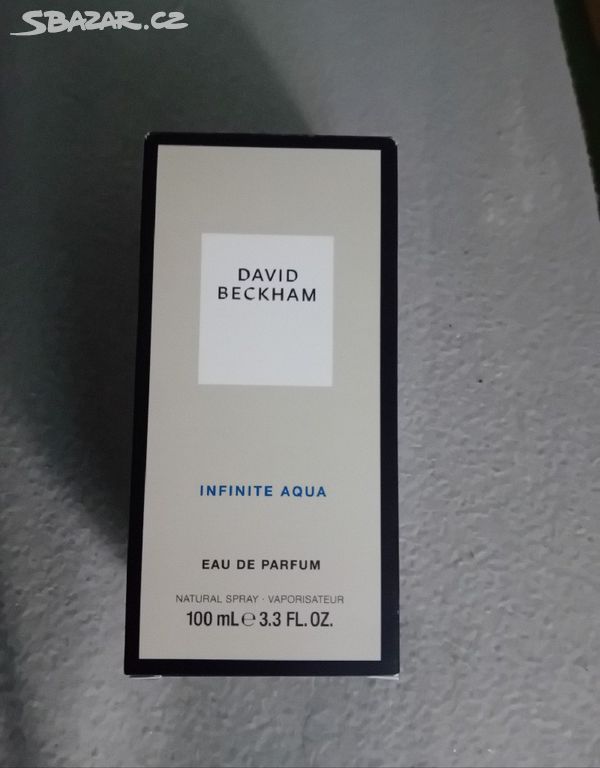 SBAZAR.CZ
DAVID
BECKHAM
INFINITE AQUA
EAU DE PARFUM
NATURAL SPRAY · VAPORISATEUR
100 mL ℮ 3.3 FL. OZ.